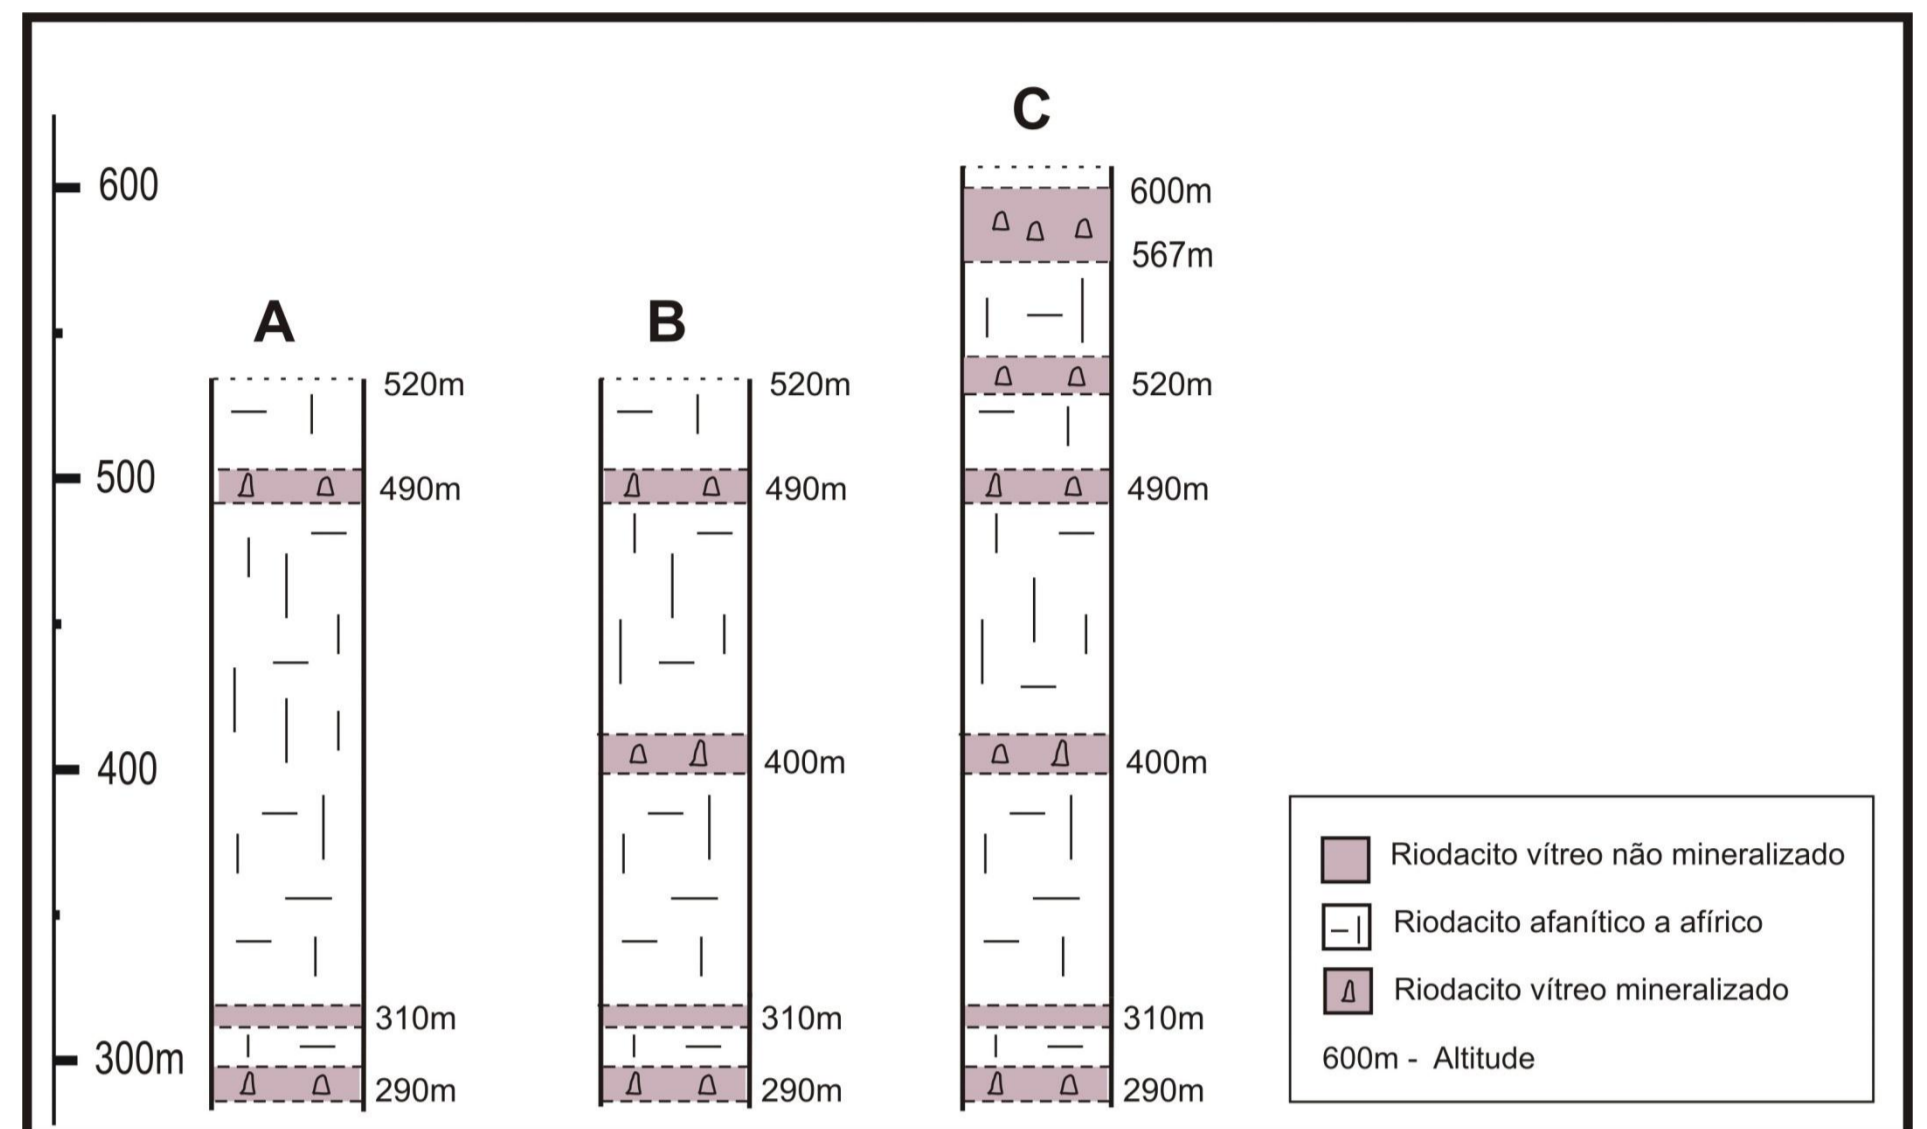 C
600
600m
567m
A
B
520m
520m
520m
500
490m
490m
490m
400
400m
400m
310m
310m
310m
300m
290m
290m
290m
Riodacito vítreo não mineralizado
Riodacito afanítico a afírico
Riodacito vítreo mineralizado
600m - Altitude